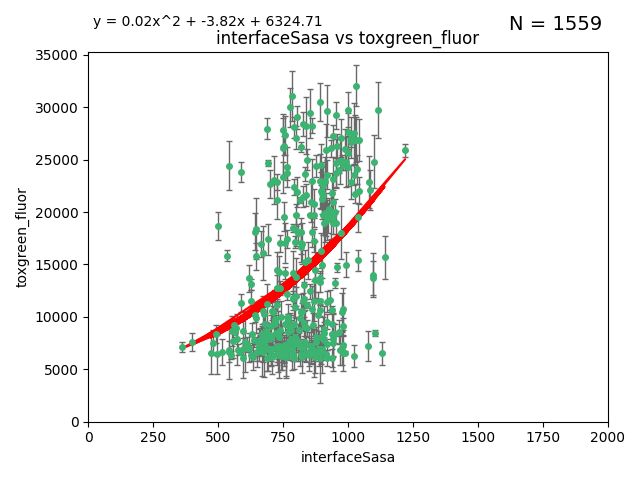 y = 0.02x^2 + -3.82x + 6324.71
N = 1559
interfaceSasa vs toxgreen_fluor
toxgreen_fluor
35000
30000
25000
20000
15000
10000
5000
0
0 250 500 750 1000 1250 1500 1750 2000
interfaceSasa